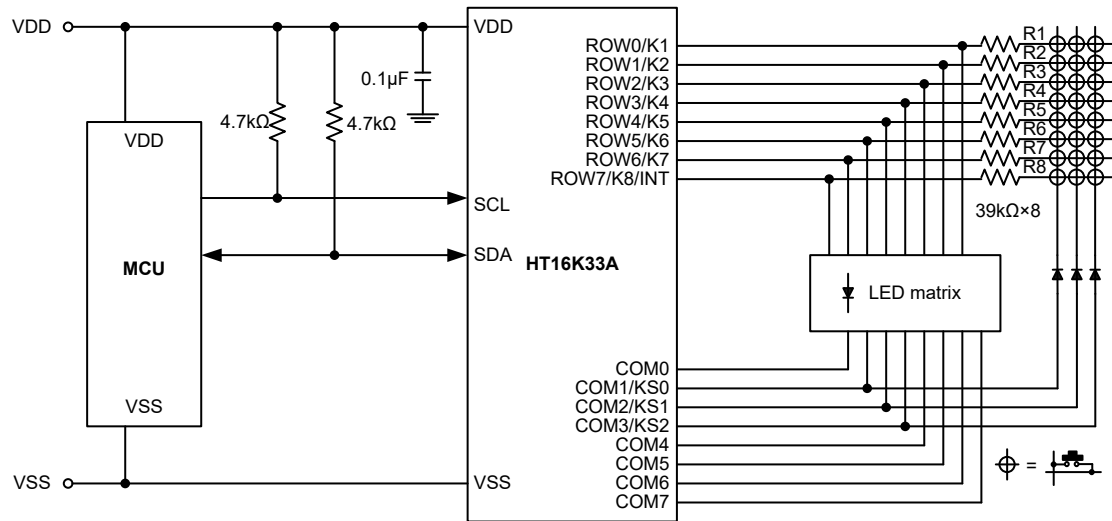 VDD
VDD
0.1µF
4.7kΩ
4.7kΩ
VDD
SCL
SDA
MCU
HT16K33A
VSS
VSS
VSS
ROW0/K1
ROW1/K2
ROW2/K3
ROW3/K4
ROW4/K5
ROW5/K6
ROW6/K7
ROW7/K8/INT
R1
R2
R3
R4
R5
R6
R7
R8
39kΩ×8
LED matrix
COM0
COM1/KS0
COM2/KS1
COM3/KS2
COM4
COM5
COM6
COM7
=